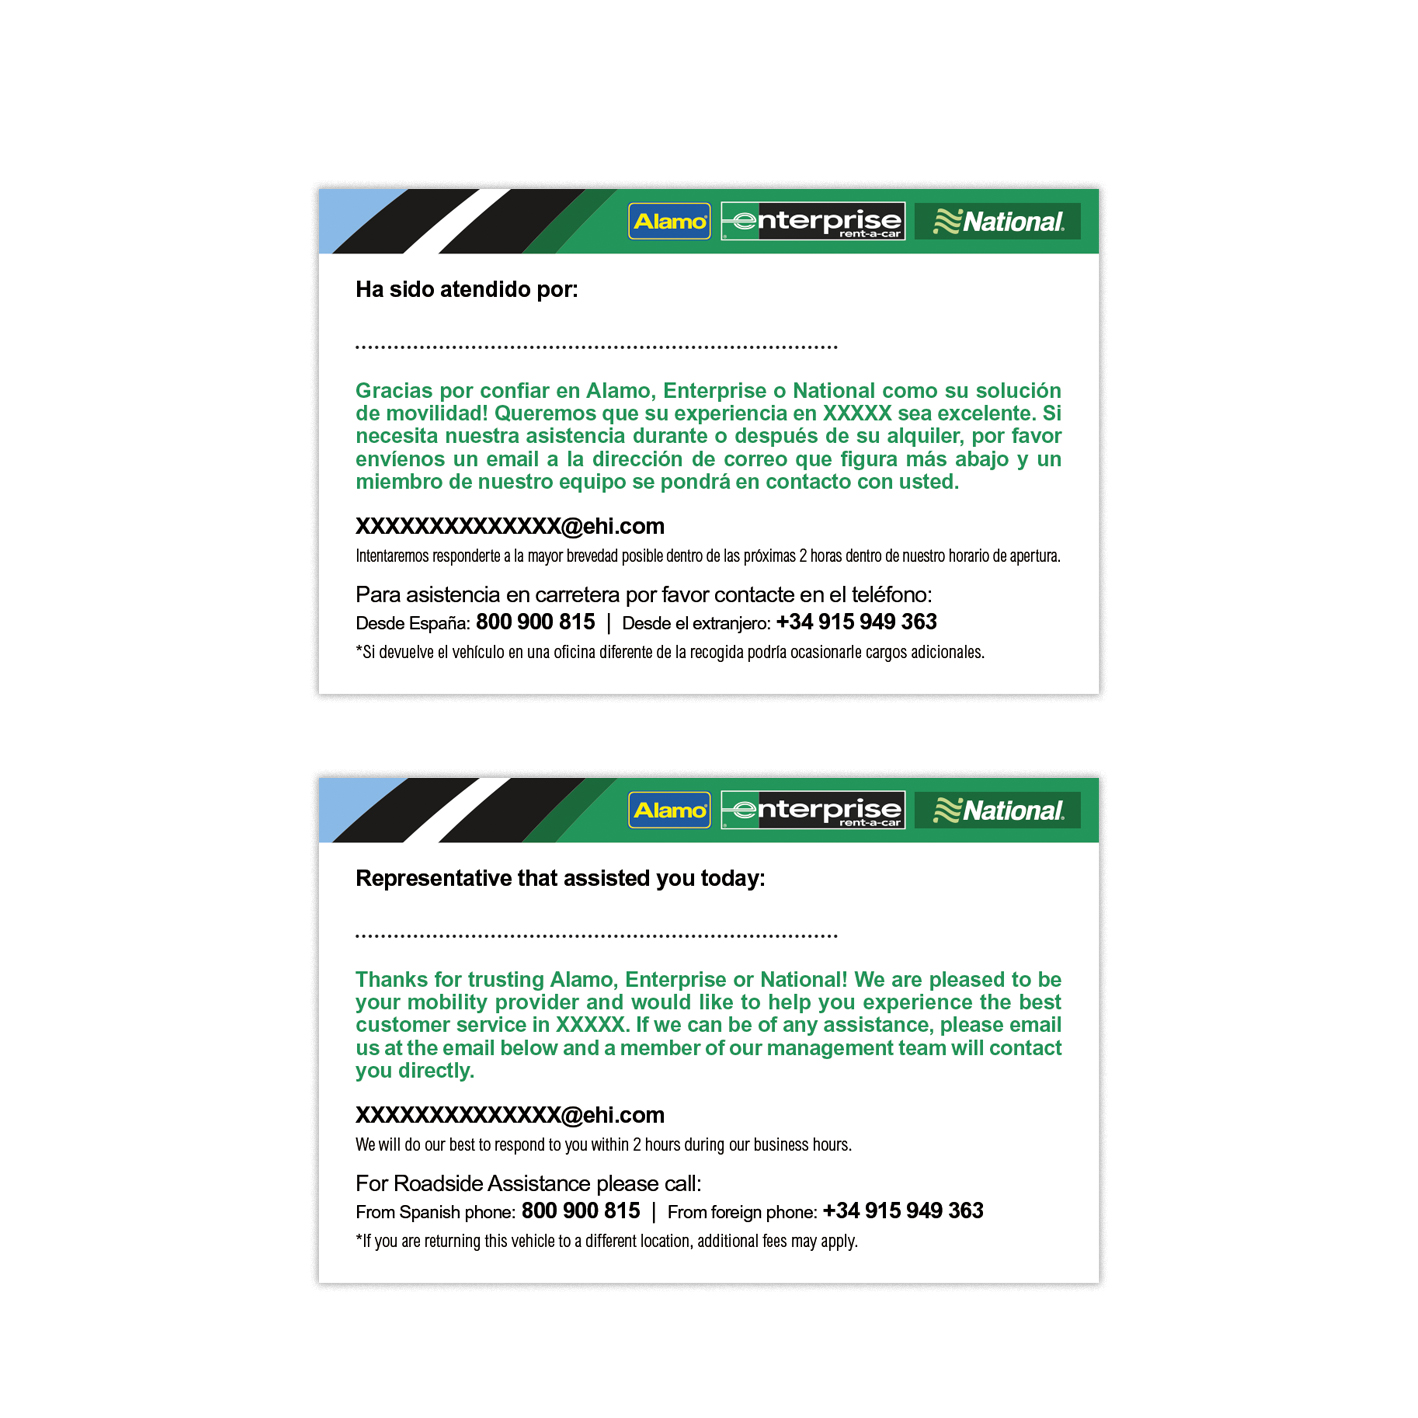 Alamo enterprise rent-a-car National
Ha sido atendido por:
..........................................................................
Gracias por confiar en Alamo, Enterprise o National como su solución
de movilidad! Queremos que su experiencia en XXXXX sea excelente. Si
necesita nuestra asistencia durante o después de su alquiler, por favor
envíenos un email a la dirección de correo que figura más abajo y un
miembro de nuestro equipo se pondrá en contacto con usted.
XXXXXXXXXXXXXX@ehi.com
Intentaremos responderte a la mayor brevedad posible dentro de las próximas 2 horas dentro de nuestro horario de apertura.
Para asistencia en carretera por favor contacte en el teléfono:
Desde España: 800 900 815 | Desde el extranjero: +34 915 949 363
*Si devuelve el vehículo en una oficina diferente de la recogida podría ocasionarle cargos adicionales.
Alamo enterprise rent-a-car National
Representative that assisted you today:
..........................................................................
Thanks for trusting Alamo, Enterprise or National! We are pleased to be
your mobility provider and would like to help you experience the best
customer service in XXXXX. If we can be of any assistance, please email
us at the email below and a member of our management team will contact
you directly.
XXXXXXXXXXXXXX@ehi.com
We will do our best to respond to you within 2 hours during our business hours.
For Roadside Assistance please call:
From Spanish phone: 800 900 815 | From foreign phone: +34 915 949 363
*If you are returning this vehicle to a different location, additional fees may apply.